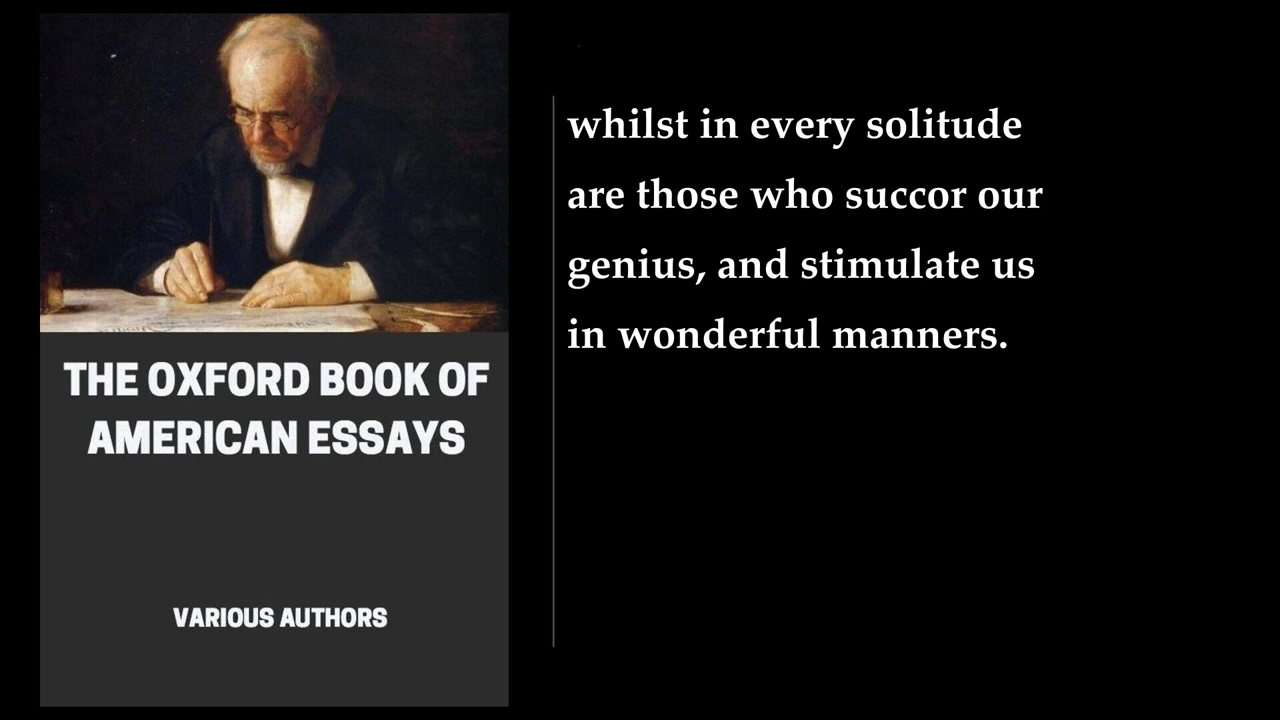 THE OXFORD BOOK OF
AMERICAN ESSAYS
VARIOUS AUTHORS
whilst in every solitude
are those who succor our
genius, and stimulate us
in wonderful manners.